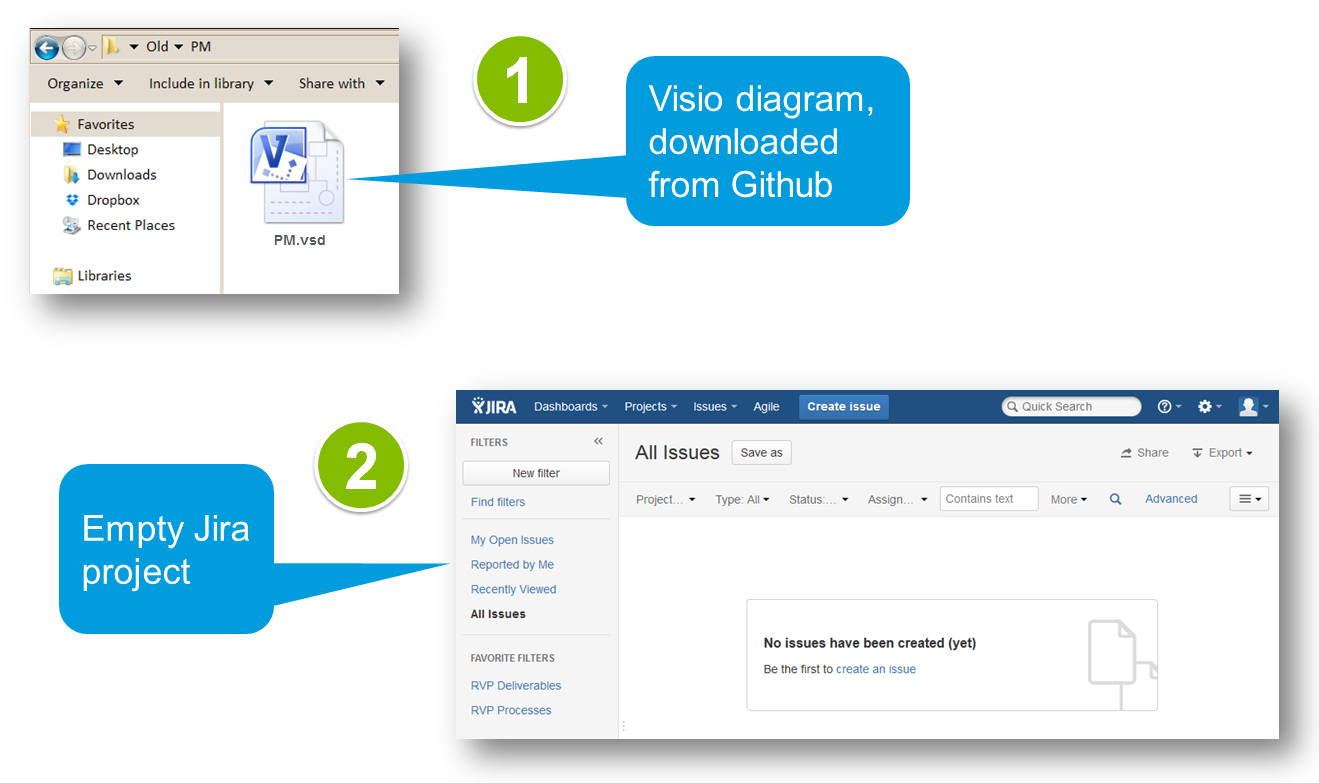 Old PM
Organize Include in library Share with
Favorites
Desktop
Downloads
Dropbox
Recent Places
Libraries
V
PM.vsd
1
Visio diagram,
downloaded
from Github
2
Empty Jira
project
JIRA Dashboards Projects Issues Agile Create issue Quick Search
FILTERS
New filter
Find filters
My Open Issues
Reported by Me
Recently Viewed
All Issues
FAVORITE FILTERS
RVP Deliverables
RVP Processes
All Issues Save as Share Export
Project... Type: All Status:... Assign... Contains text More Advanced
No issues have been created (yet)
Be the first to create an issue